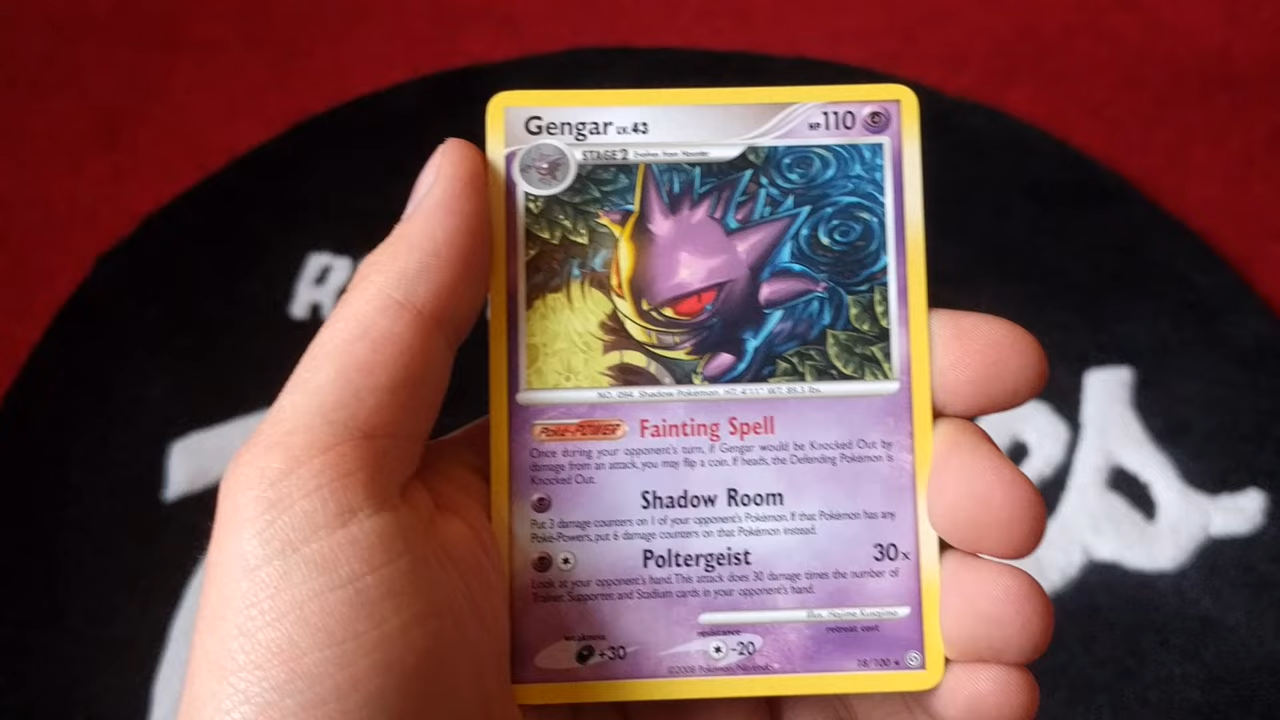 Gengar LV.43
HP 110
STAGE 2 Evolves from Haunter
NO. 094 Shadow Pokémon HT: 4'11" WT: 89.3 lbs.
POKé-POWER Fainting Spell
Once during your opponent's turn, if Gengar would be Knocked Out by
damage from an attack, you may flip a coin. If heads, the Defending Pokémon is
Knocked Out.
Shadow Room
Put 3 damage counters on 1 of your opponent's Pokémon. If that Pokémon has any
Poké-Powers, put 6 damage counters on that Pokémon instead.
Poltergeist 30x
Look at your opponent's hand. This attack does 30 damage times the number of
Trainer, Supporter, and Stadium cards in your opponent's hand.
Illus. Hajime Kusajima
weakness resistance retreat cost
+30 -20
©2008 Pokémon/Nintendo 18/100